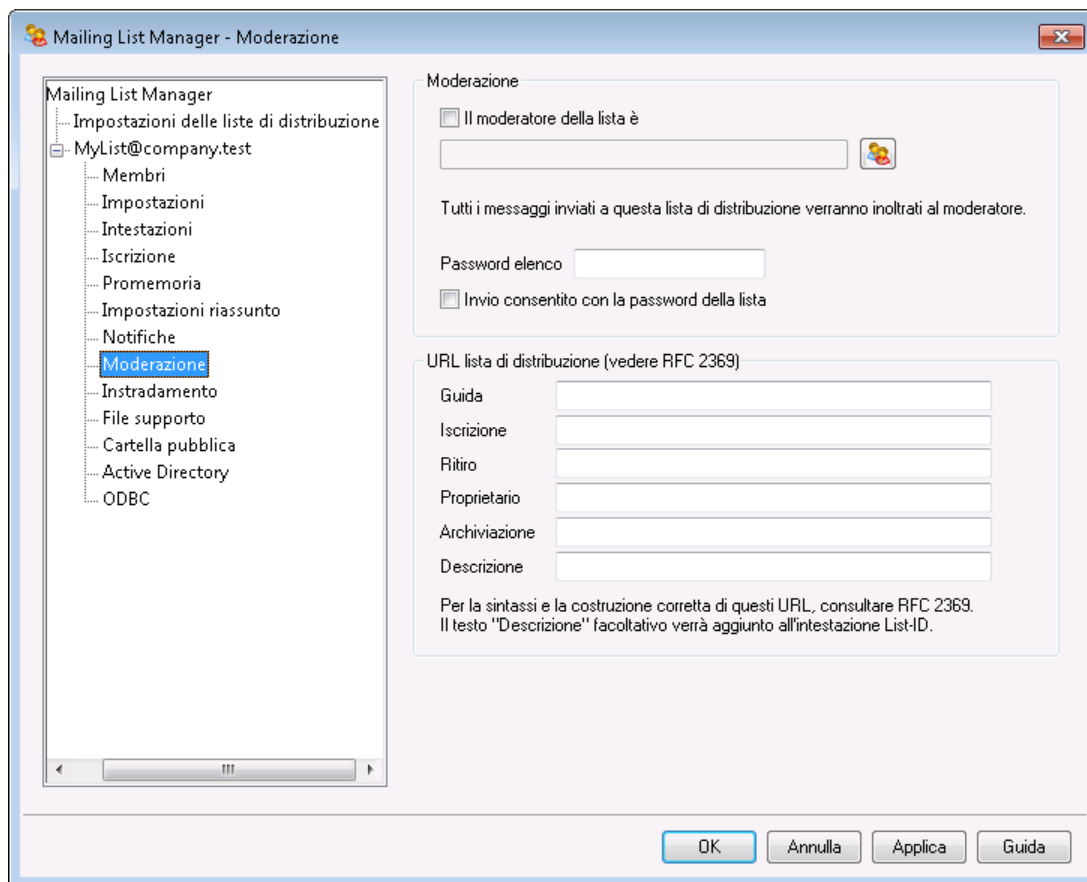 Mailing List Manager - Moderazione
Mailing List Manager
Impostazioni delle liste di distribuzione
MyList@company.test
Membri
Impostazioni
Intestazioni
Iscrizione
Promemoria
Impostazioni riassunto
Notifiche
Moderazione
Instradamento
File supporto
Cartella pubblica
Active Directory
ODBC
Moderazione
Il moderatore della lista è
Tutti i messaggi inviati a questa lista di distribuzione verranno inoltrati al moderatore.
Password elenco
Invio consentito con la password della lista
URL lista di distribuzione (vedere RFC 2369)
Guida
Iscrizione
Ritiro
Proprietario
Archiviazione
Descrizione
Per la sintassi e la costruzione corretta di questi URL, consultare RFC 2369.
Il testo "Descrizione" facoltativo verrà aggiunto all'intestazione List-ID.
OK
Annulla
Applica
Guida